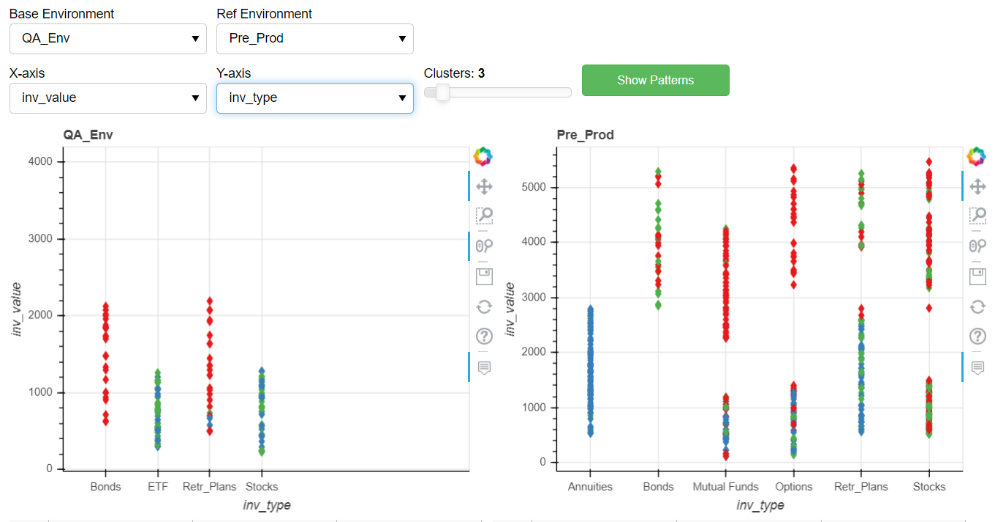 Base Environment Ref Environment
QA_Env Pre_Prod
X-axis Y-axis Clusters: 3 Show Patterns
inv_value inv_type
QA_Env
4000
3000
2000
1000
0
inv_value
Bonds ETF Retr_Plans Stocks
inv_type
Pre_Prod
5000
4000
3000
2000
1000
0
inv_value
Annuities Bonds Mutual Funds Options Retr_Plans Stocks
inv_type